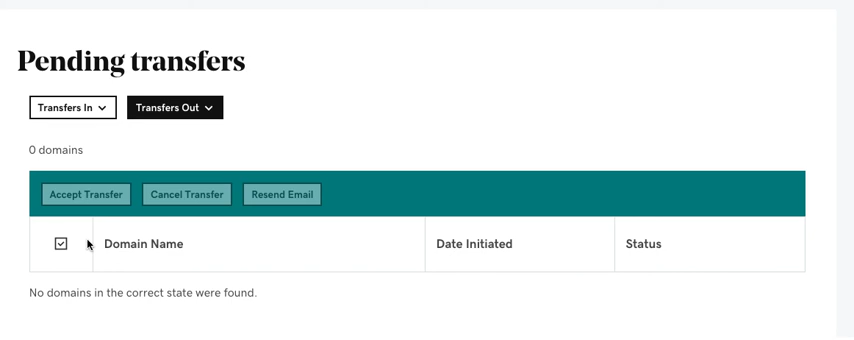 Pending transfers
Transfers In Transfers Out
0 domains
Accept Transfer Cancel Transfer Resend Email
Domain Name Date Initiated Status
No domains in the correct state were found.